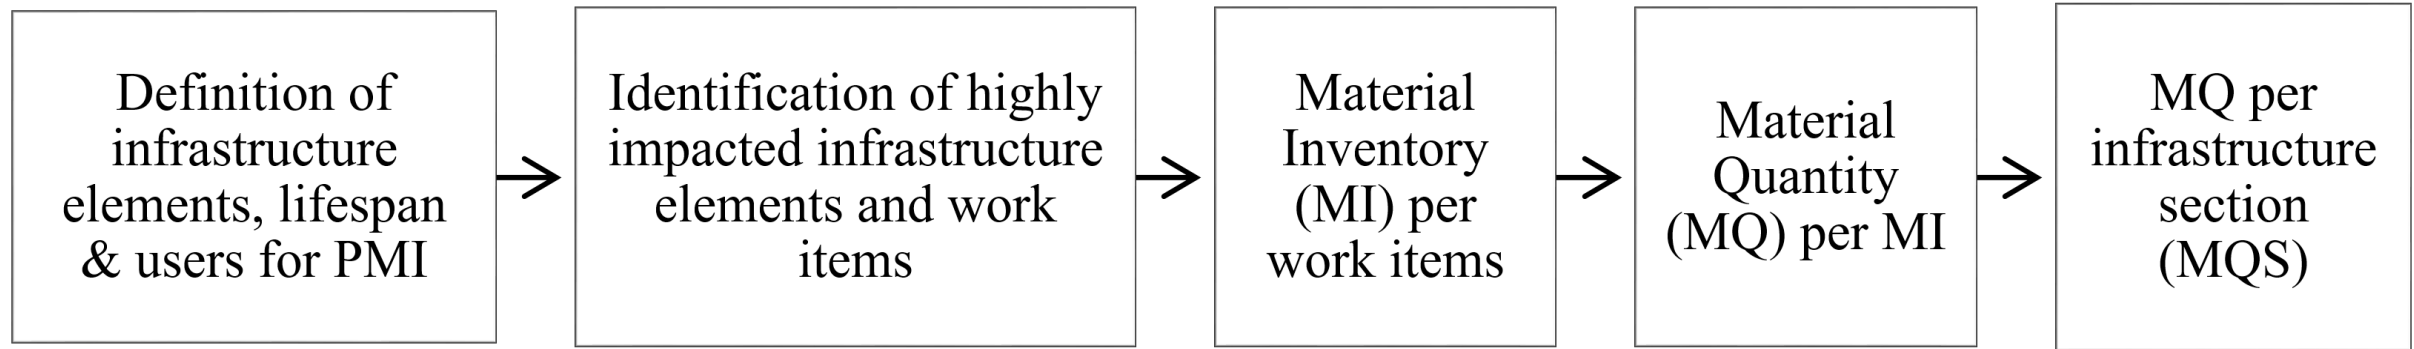 Definition of
infrastructure
elements, lifespan
& users for PMI
Identification of highly
impacted infrastructure
elements and work
items
Material
Inventory
(MI) per
work items
Material
Quantity
(MQ) per MI
MQ per
infrastructure
section
(MQS)